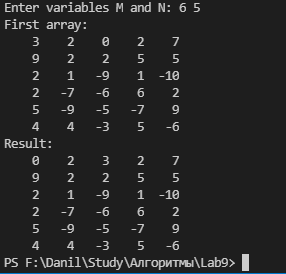 Enter variables M and N: 6 5
First array:
3 2 0 2 7
9 2 2 5 5
2 1 -9 1 -10
2 -7 -6 6 2
5 -9 -5 -7 9
4 4 -3 5 -6
Result:
0 2 3 2 7
9 2 2 5 5
2 1 -9 1 -10
2 -7 -6 6 2
5 -9 -5 -7 9
4 4 -3 5 -6
PS F:\Danil\Study\Алгоритмы\Lab9>